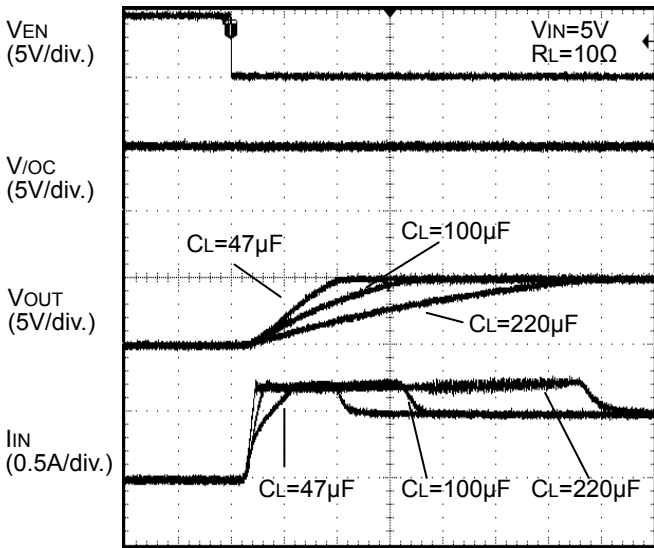 VEN
(5V/div.)
VIN=5V
RL=10Ω
V/OC
(5V/div.)
CL=47µF
CL=100µF
VOUT
(5V/div.)
CL=220µF
IIN
(0.5A/div.)
CL=47µF
CL=100µF
CL=220µF